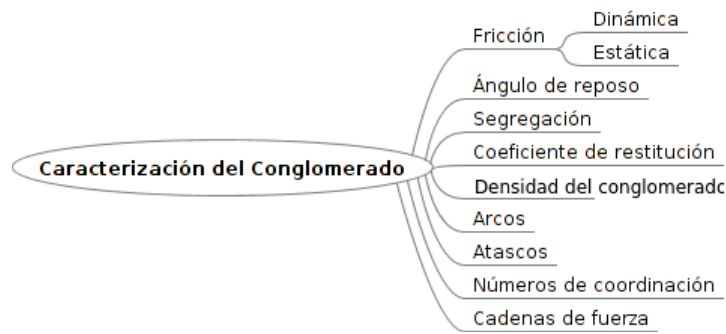 Caracterización del Conglomerado
Fricción
Dinámica
Estática
Ángulo de reposo
Segregación
Coeficiente de restitución
Densidad del conglomerado
Arcos
Atascos
Números de coordinación
Cadenas de fuerza